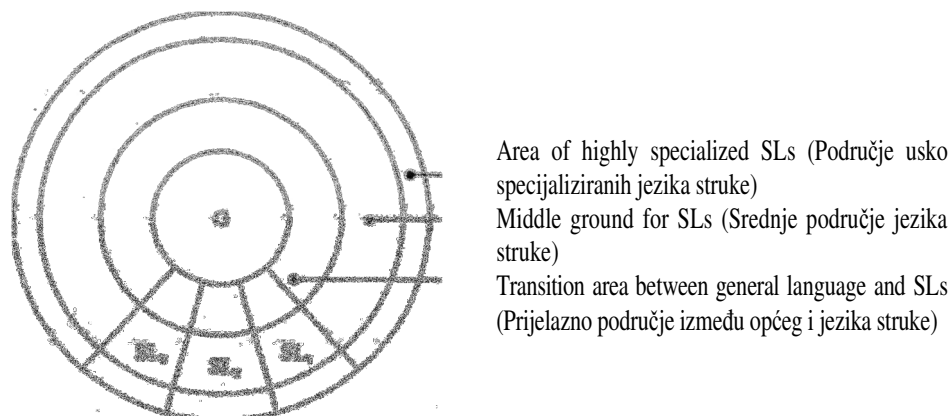 Area of highly specialized SLs (Područje usko
specijaliziranih jezika struke)
Middle ground for SLs (Srednje područje jezika
struke)
Transition area between general language and SLs
(Prijelazno područje između općeg i jezika struke)